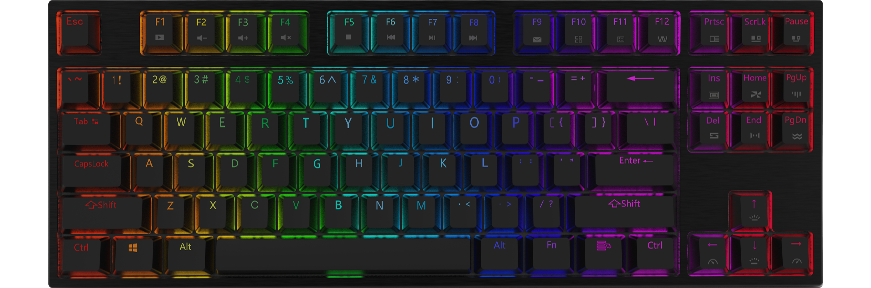 Esc F1 F2 F3 F4 F5 F6 F7 F8 F9 F10 F11 F12 Prtsc ScrLk Pause
` ~ 1! 2@ 3# 4$ 5% 6^ 7& 8* 9( 0) - _ = + ← Ins Home PgUp
Tab Q W E R T Y U I O P [ { ] } \ | Del End PgDn
CapsLock A S D F G H J K L ; : ' " Enter
Shift Z X C V B N M , < . > / ? Shift ↑
Ctrl Alt Alt Fn Ctrl ← ↓ →